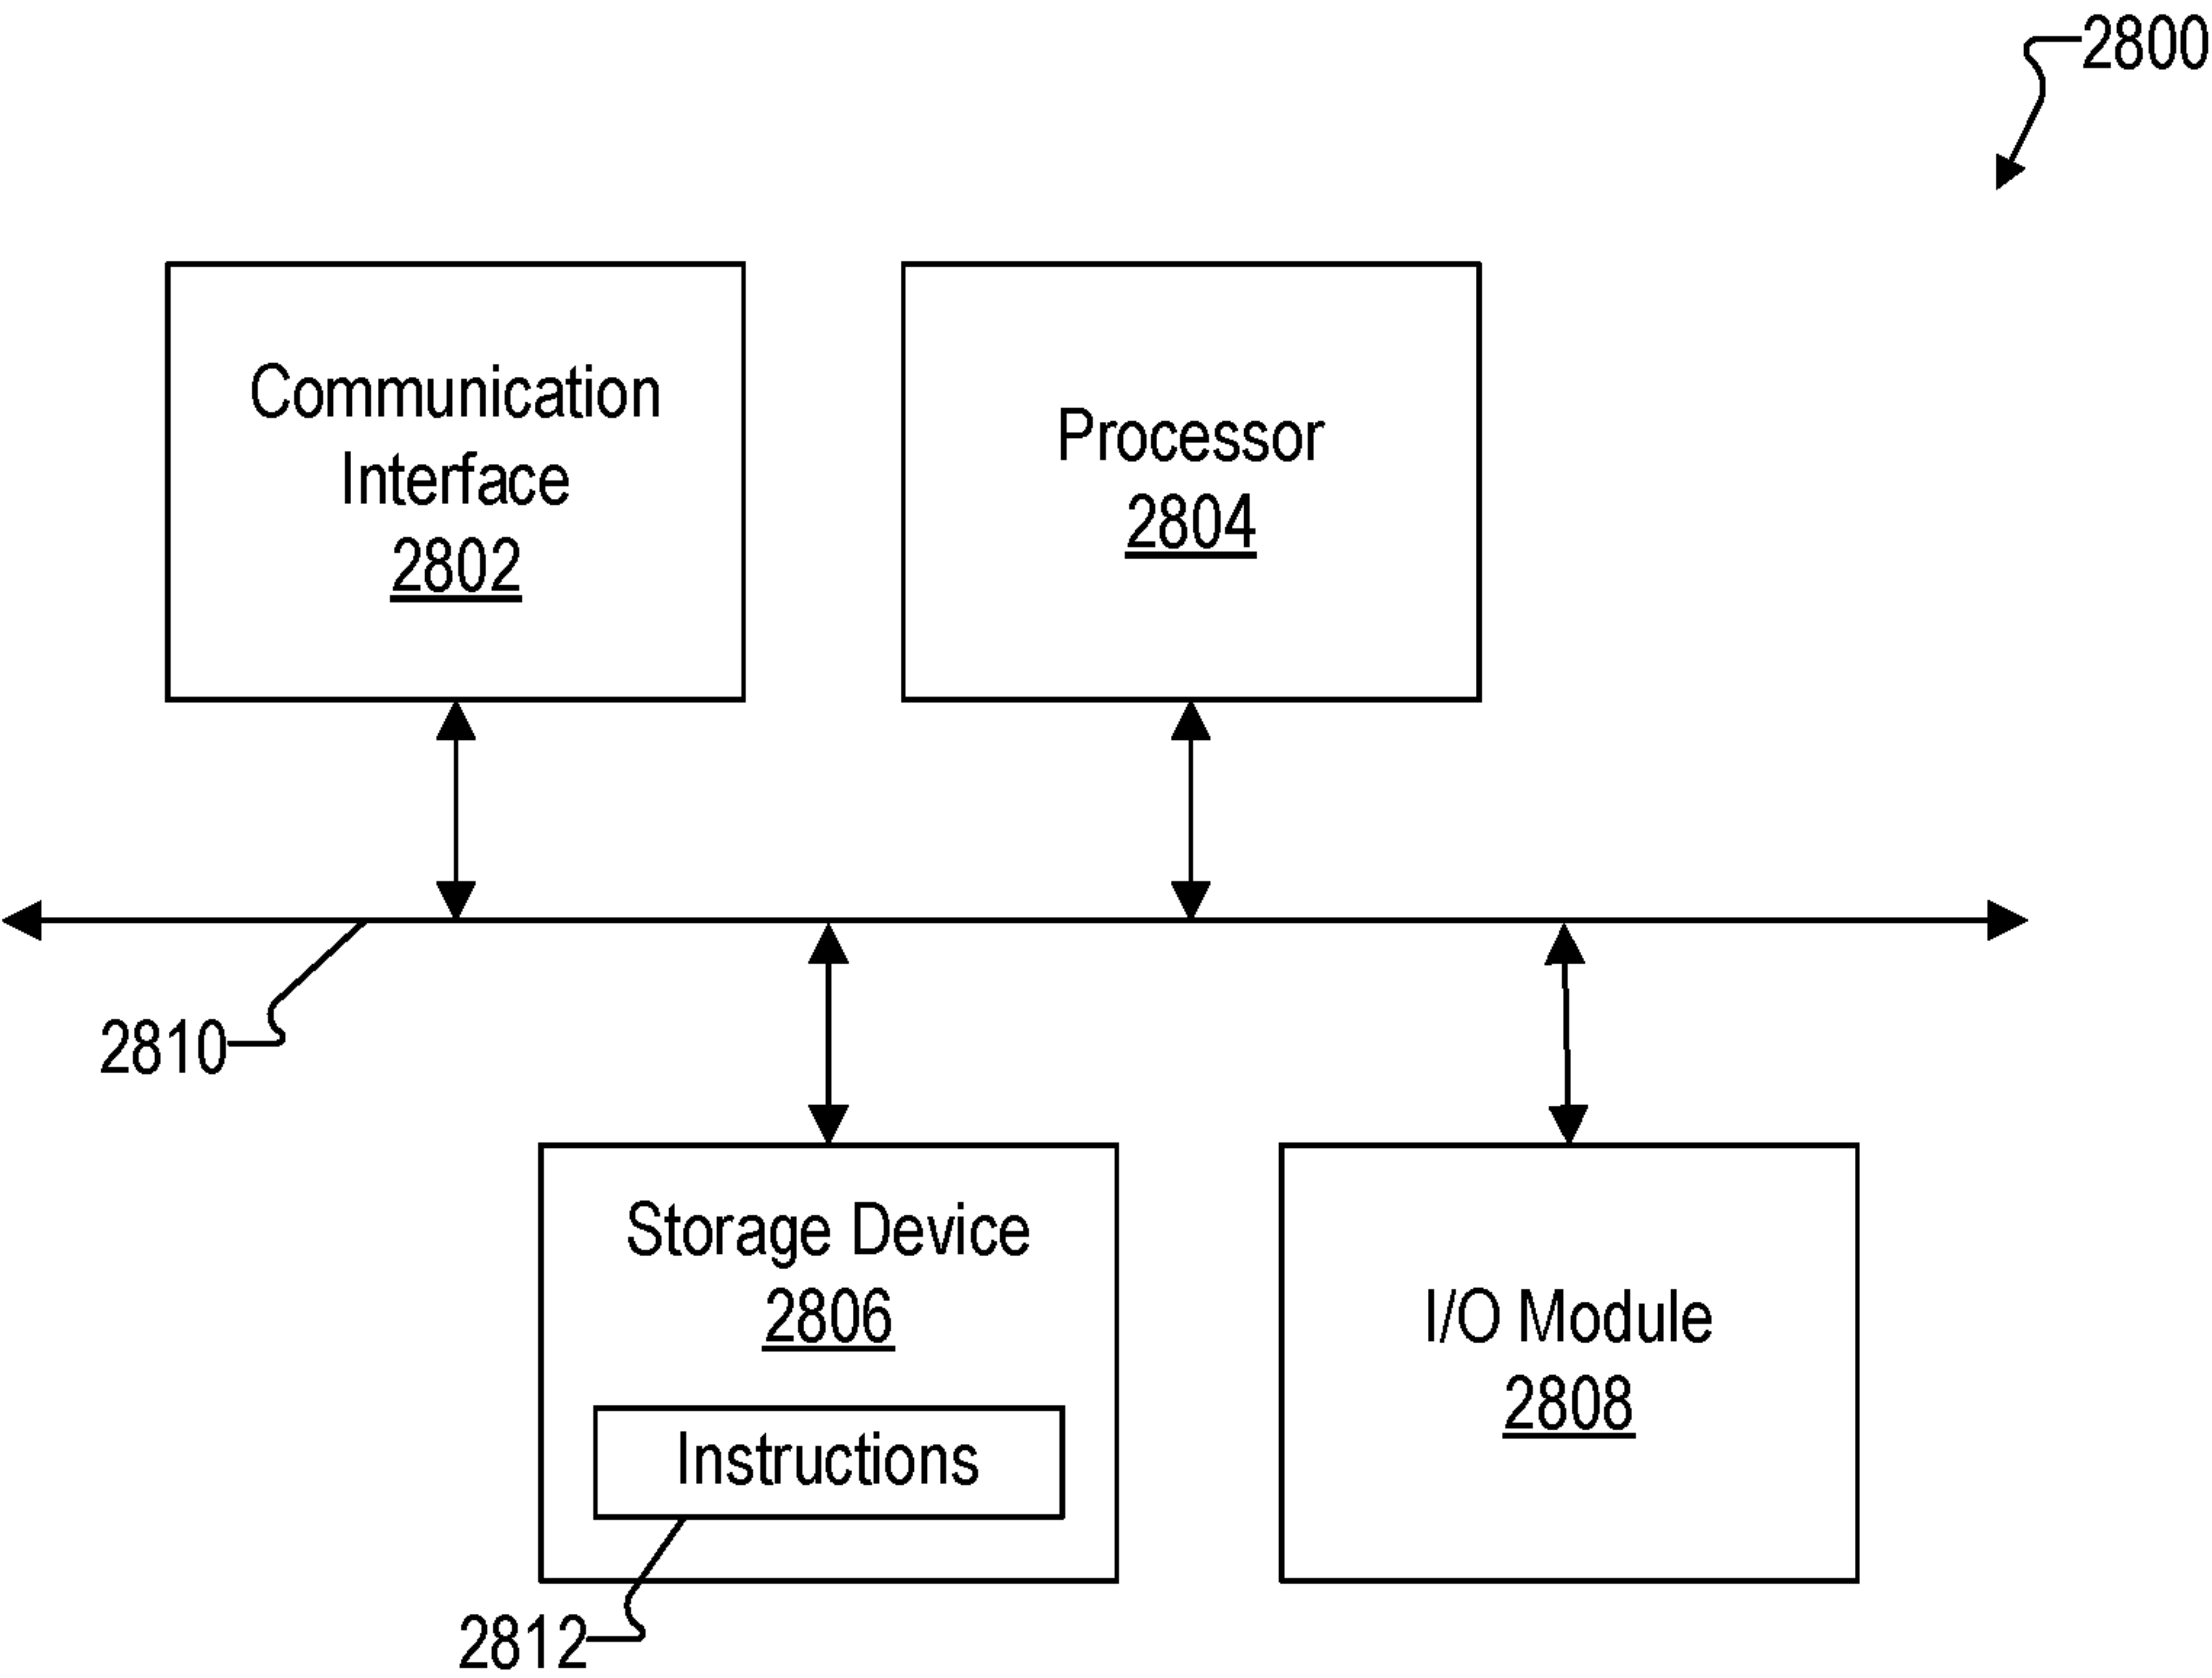 2800
Communication
Interface
2802
Processor
2804
2810
Storage Device
2806
Instructions
2812
I/O Module
2808